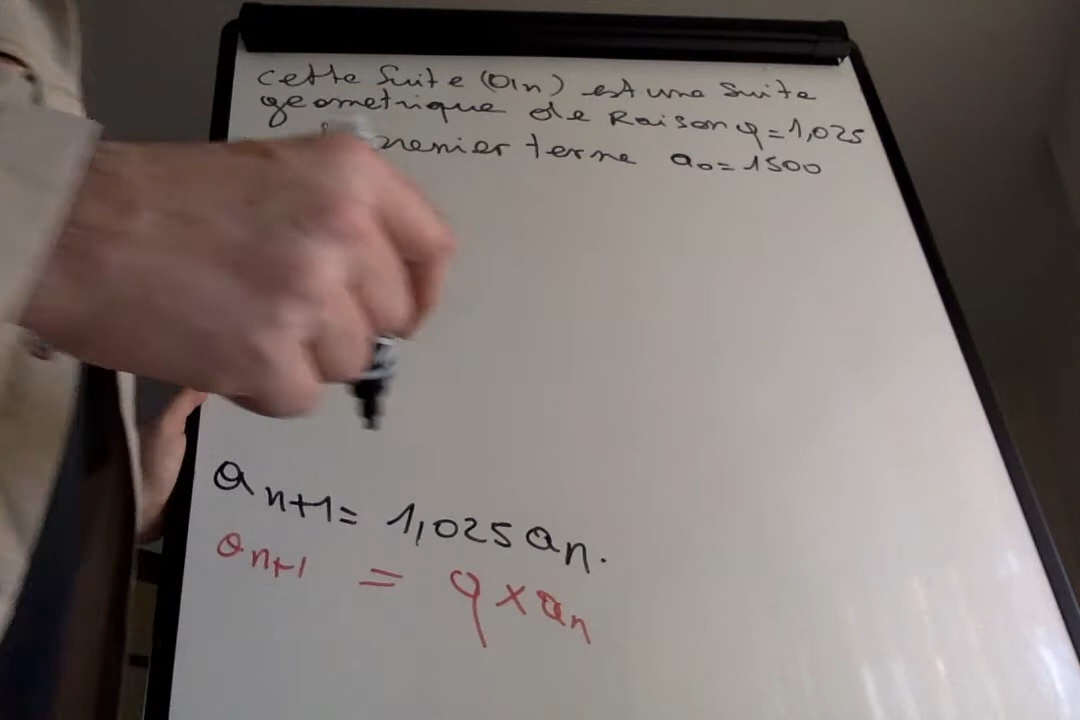 cette suite (an) est une suite
geometrique de Raison q=1,025
premier terme a0=1500
an+1= 1,025 an.
an+1 = q×an